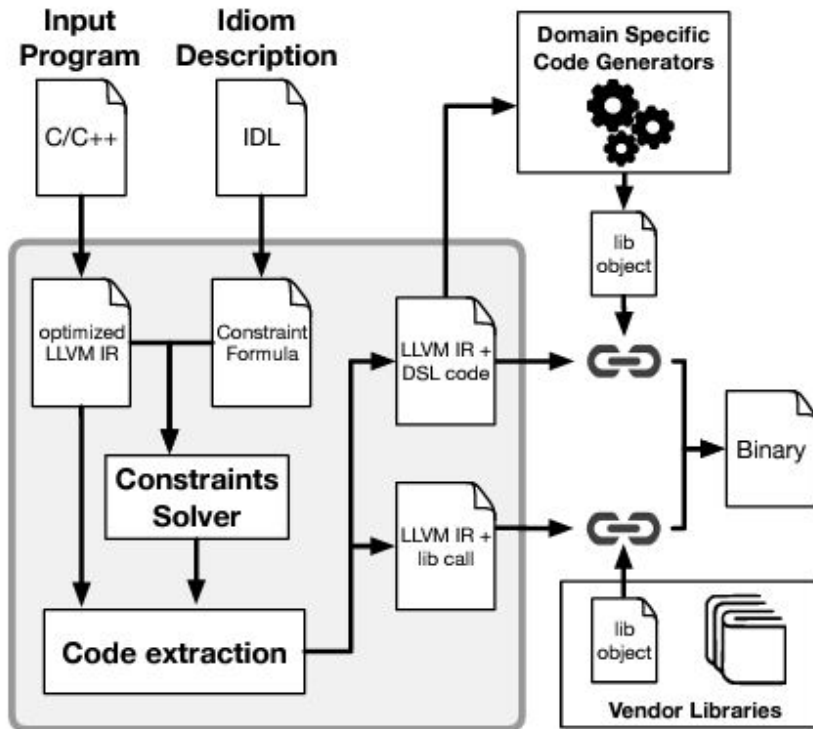 Input
Program
Idiom
Description
Domain Specific
Code Generators
C/C++
IDL
lib
object
optimized
LLVM IR
Constraint
Formula
LLVM IR +
DSL code
Binary
Constraints
Solver
LLVM IR +
lib call
Code extraction
lib
object
Vendor Libraries